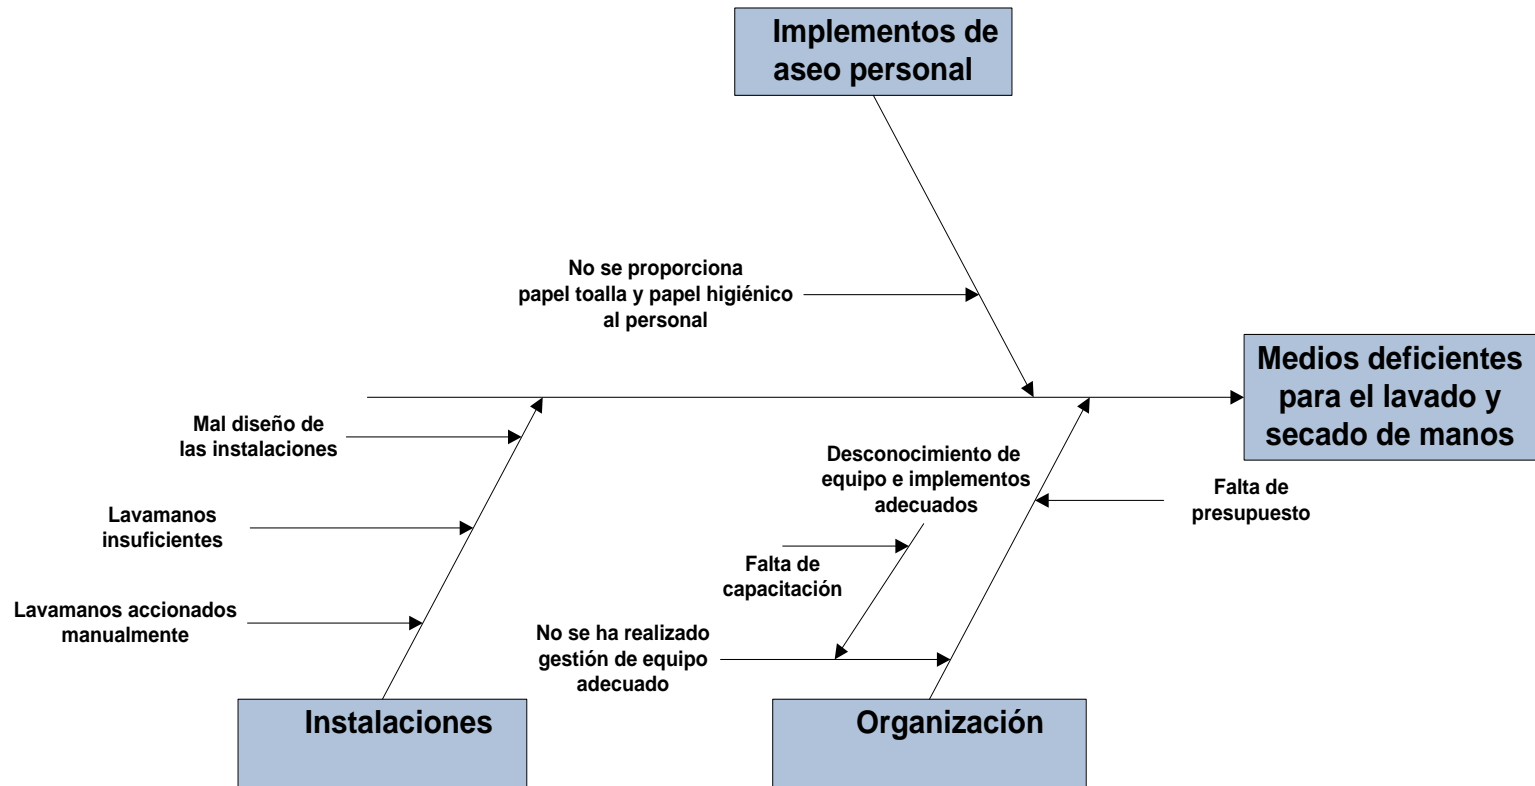 Implementos de
aseo personal
No se proporciona
papel toalla y papel higiénico
al personal
Medios deficientes
para el lavado y
secado de manos
Mal diseño de
las instalaciones
Desconocimiento de
equipo e implementos
adecuados
Falta de
presupuesto
Lavamanos
insuficientes
Falta de
capacitación
Lavamanos accionados
manualmente
No se ha realizado
gestión de equipo
adecuado
Instalaciones
Organización